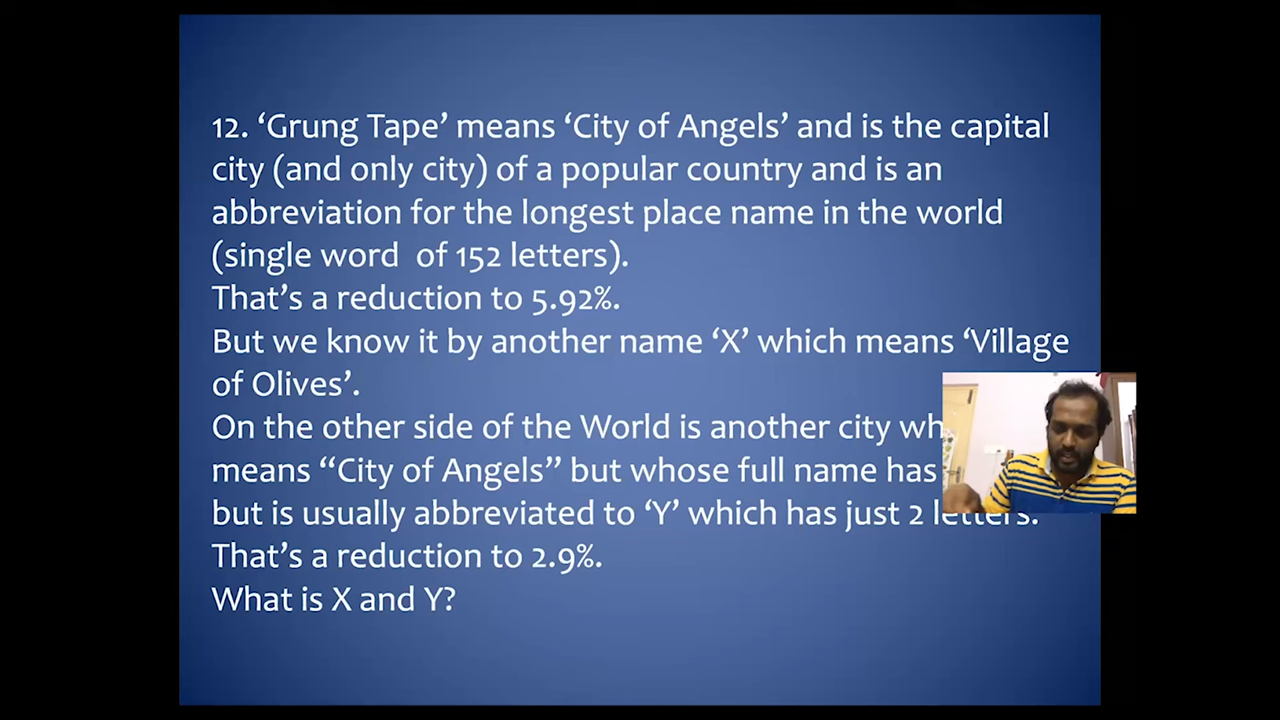 12. ‘Grung Tape’ means ‘City of Angels’ and is the capital
city (and only city) of a popular country and is an
abbreviation for the longest place name in the world
(single word of 152 letters).
That’s a reduction to 5.92%.
But we know it by another name ‘X’ which means ‘Village
of Olives’.
On the other side of the World is another city
means “City of Angels” but whose full name has
but is usually abbreviated to ‘Y’ which has just 2 letters.
That’s a reduction to 2.9%.
What is X and Y?